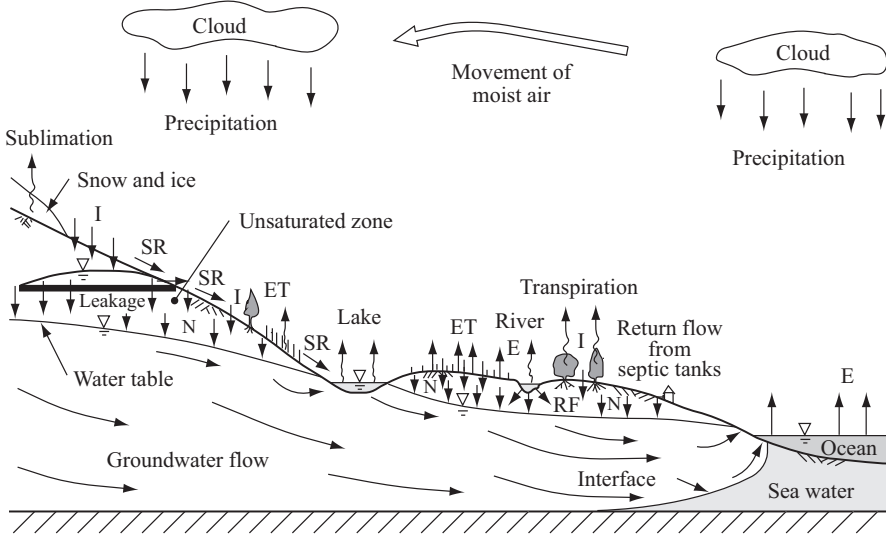 Cloud
Cloud
Movement of
moist air
Precipitation
Precipitation
Sublimation
Snow and ice
I
Unsaturated zone
SR
SR
I
ET
Leakage
N
SR
Lake
ET
River
E
Transpiration
I
Return flow
from
septic tanks
N
RF
N
E
Water table
Groundwater flow
Interface
Ocean
Sea water